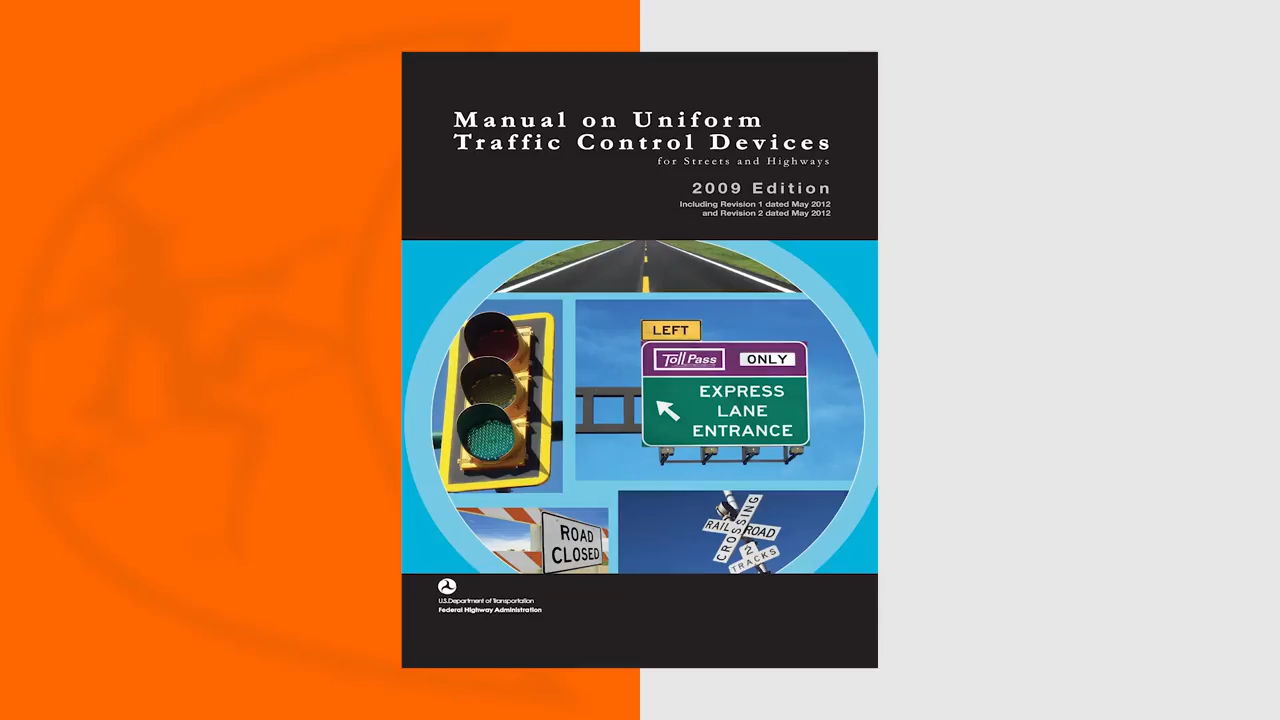 Manual on Uniform
Traffic Control Devices
for Streets and Highways
2009 Edition
Including Revision 1 dated May 2012
and Revision 2 dated May 2012
LEFT
Toll Pass
ONLY
EXPRESS
LANE
ENTRANCE
ROAD
CLOSED
RAILROAD
CROSSING
2
TRACKS
U.S.Department of Transportation
Federal Highway Administration